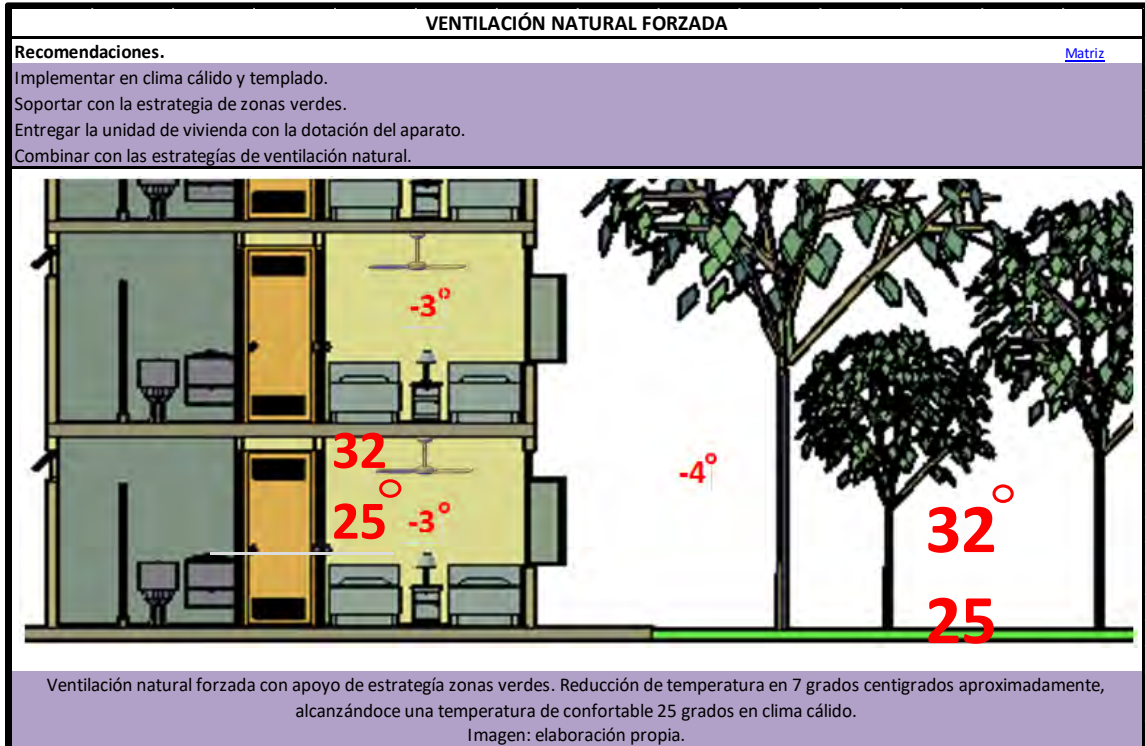 VENTILACIÓN NATURAL FORZADA
Recomendaciones. Matriz
Implementar en clima cálido y templado.
Soportar con la estrategia de zonas verdes.
Entregar la unidad de vivienda con la dotación del aparato.
Combinar con las estrategías de ventilación natural.
-3°
32
25° -3°
-4°
32°
25
Ventilación natural forzada con apoyo de estrategía zonas verdes. Reducción de temperatura en 7 grados centigrados aproximadamente,
alcanzándoce una temperatura de confortable 25 grados en clima cálido.
Imagen: elaboración propia.